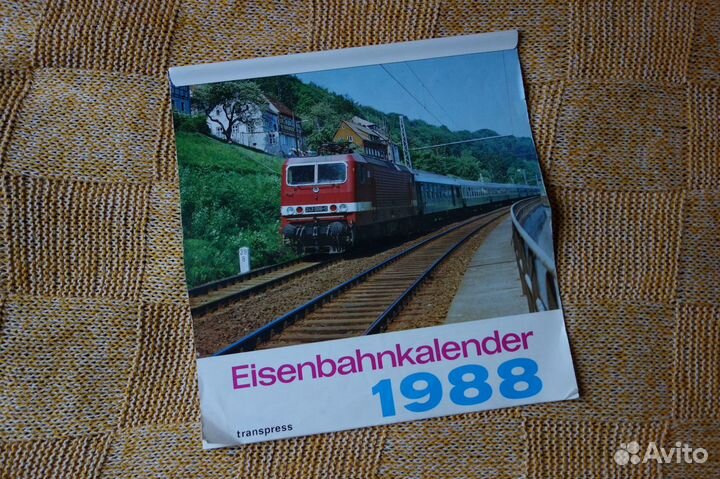 Eisenbahnkalender
1988
transpress
Avito